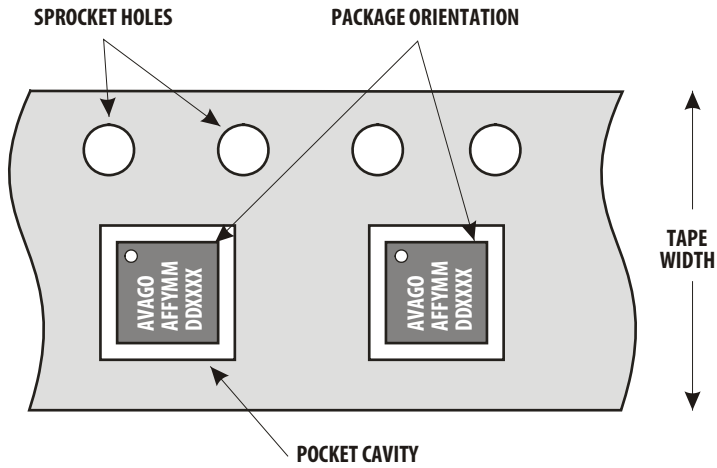 SPROCKET HOLES
PACKAGE ORIENTATION
TAPE
WIDTH
AVAGO
AFFYMM
DDXXXX
AVAGO
AFFYMM
DDXXXX
POCKET CAVITY